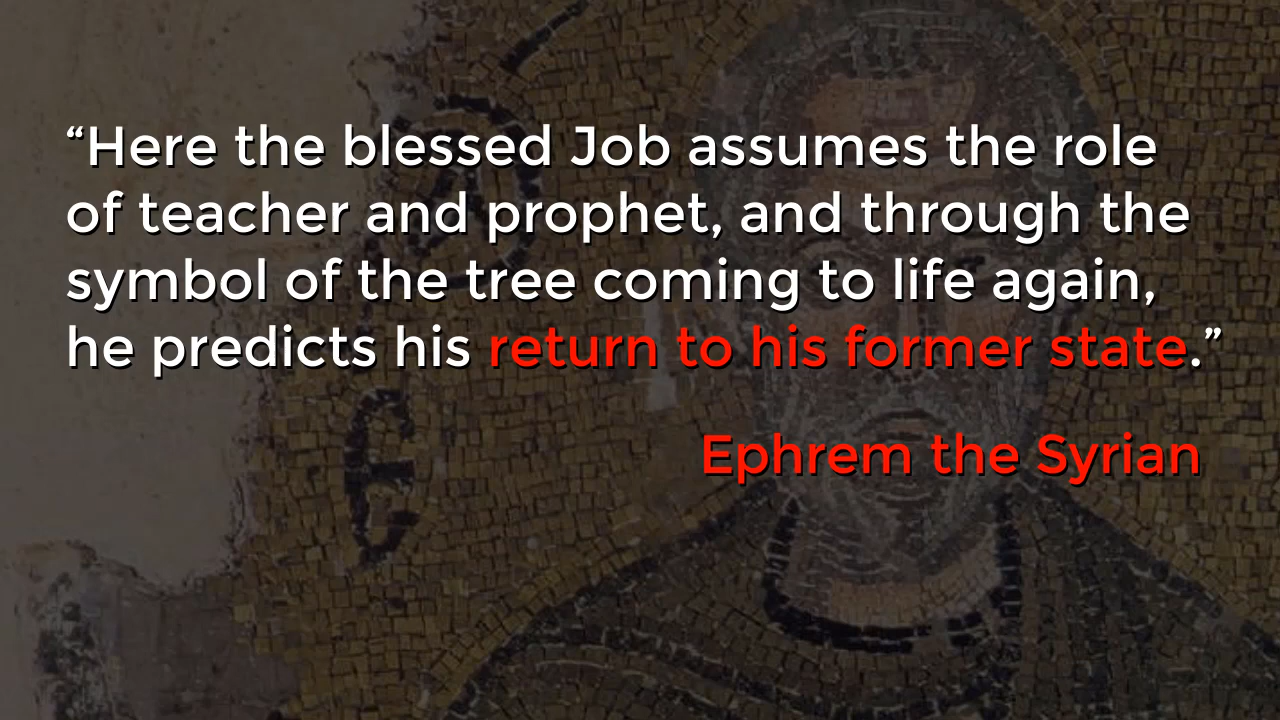 “Here the blessed Job assumes the role
of teacher and prophet, and through the
symbol of the tree coming to life again,
he predicts his return to his former state.”
Ephrem the Syrian